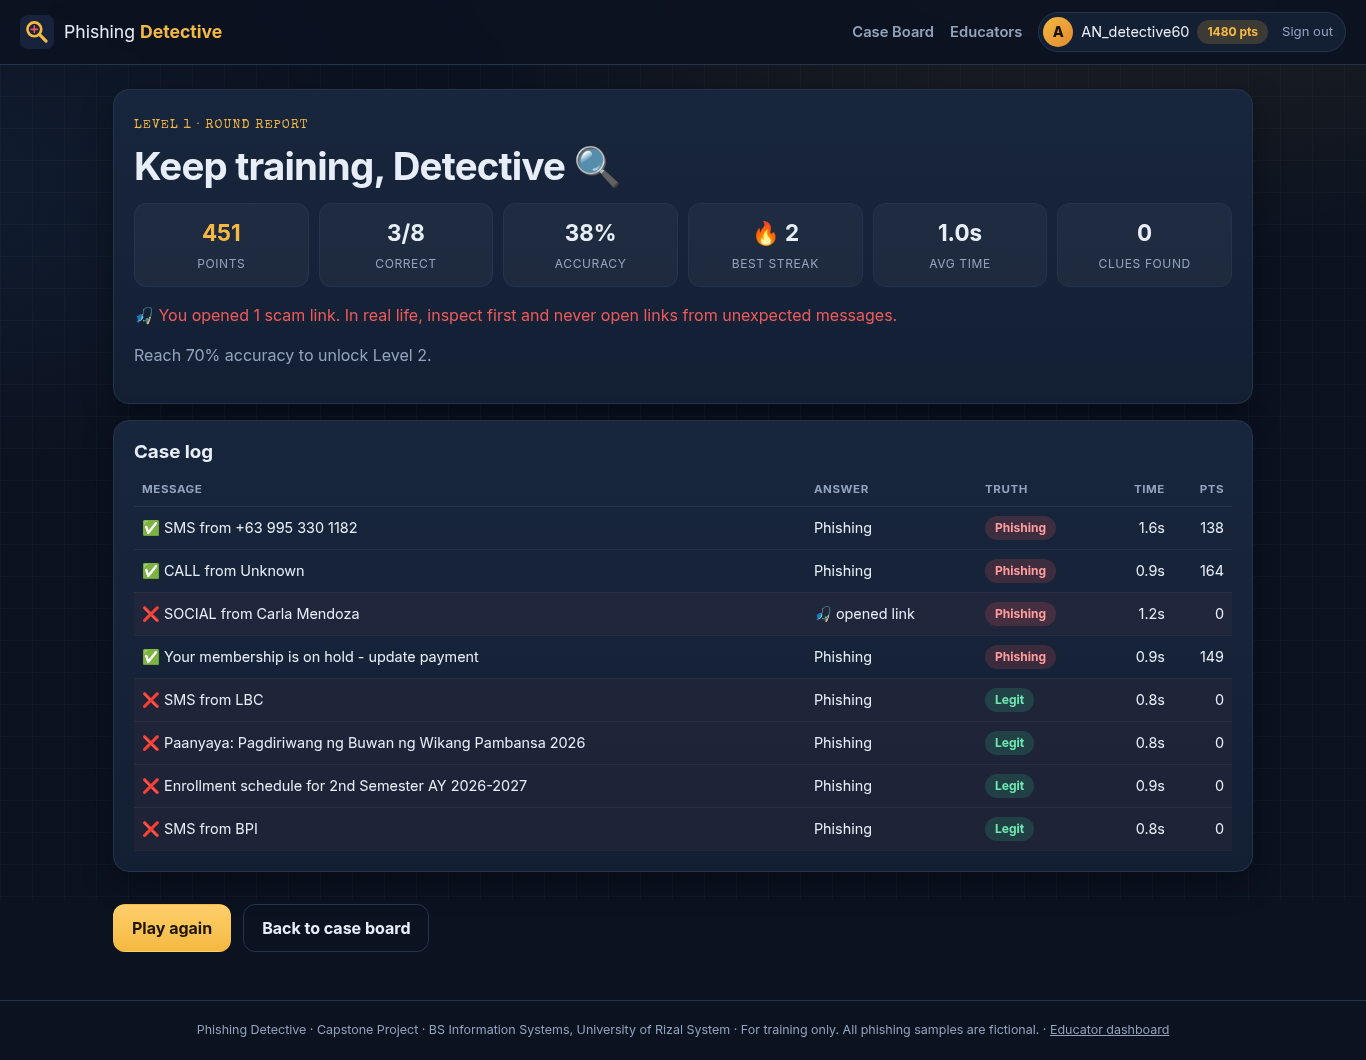 Phishing Detective
Case Board
Educators
A
AN_detective60
1480 pts
Sign out
LEVEL 1 · ROUND REPORT
Keep training, Detective 🔍
451
POINTS
3/8
CORRECT
38%
ACCURACY
🔥 2
BEST STREAK
1.0s
AVG TIME
0
CLUES FOUND
🎣 You opened 1 scam link. In real life, inspect first and never open links from unexpected messages.
Reach 70% accuracy to unlock Level 2.
Case log
MESSAGE ANSWER TRUTH TIME PTS
✅ SMS from +63 995 330 1182 Phishing Phishing 1.6s 138
✅ CALL from Unknown Phishing Phishing 0.9s 164
❌ SOCIAL from Carla Mendoza 🎣 opened link Phishing 1.2s 0
✅ Your membership is on hold - update payment Phishing Phishing 0.9s 149
❌ SMS from LBC Phishing Legit 0.8s 0
❌ Paanyaya: Pagdiriwang ng Buwan ng Wikang Pambansa 2026 Phishing Legit 0.8s 0
❌ Enrollment schedule for 2nd Semester AY 2026-2027 Phishing Legit 0.9s 0
❌ SMS from BPI Phishing Legit 0.8s 0
Play again
Back to case board
Phishing Detective · Capstone Project · BS Information Systems, University of Rizal System · For training only. All phishing samples are fictional. · Educator dashboard